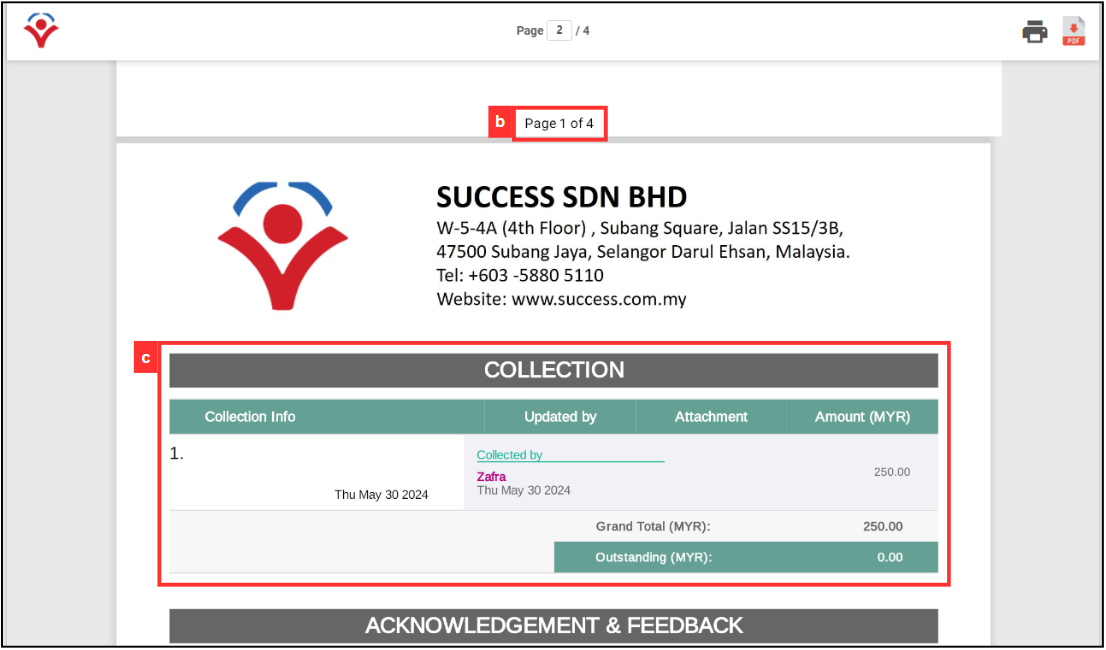 Page 2 / 4
PDF
b Page 1 of 4
SUCCESS SDN BHD
W-5-4A (4th Floor) , Subang Square, Jalan SS15/3B,
47500 Subang Jaya, Selangor Darul Ehsan, Malaysia.
Tel: +603 -5880 5110
Website: www.success.com.my
c
COLLECTION
Collection Info Updated by Attachment Amount (MYR)
1.
Collected by
Zafra
250.00
Thu May 30 2024
Thu May 30 2024
Grand Total (MYR): 250.00
Outstanding (MYR): 0.00
ACKNOWLEDGEMENT & FEEDBACK